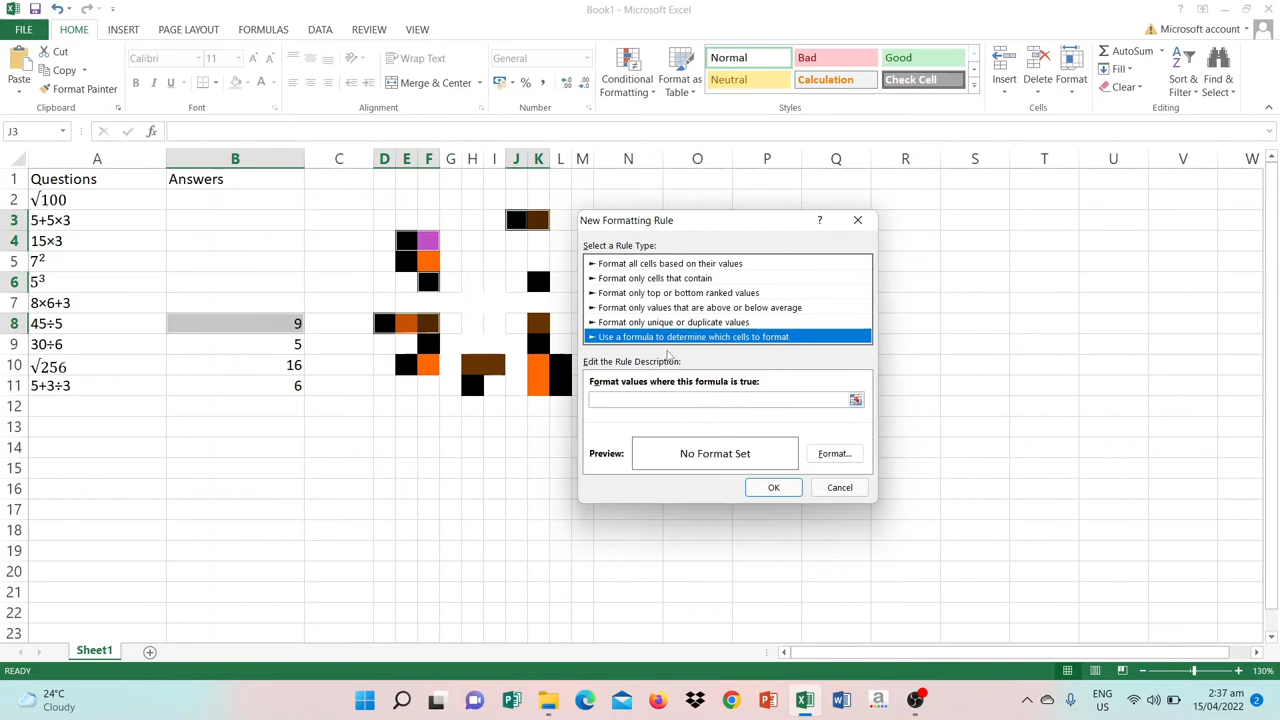 Book1 - Microsoft Excel
FILE HOME INSERT PAGE LAYOUT FORMULAS DATA REVIEW VIEW Microsoft account
Paste
Cut
Copy
Format Painter
Calibri
B I U
Wrap Text
Merge & Center
General
Conditional Formatting
Format as Table
Normal Bad Good
Neutral Calculation Check Cell
Insert Delete Format
AutoSum
Fill
Clear
Sort & Filter
Find & Select
Clipboard Font Alignment Number Styles Cells Editing
J3 fx
A B C D E F G H I J K L M N O P Q R S T U V W
1 Questions Answers
2 √100
3 5+5×3
4 15×3
5 7²
6 5³
7 8×6+3
8 45÷5 9
9 30÷6 5
10 √256 16
11 5+3÷3 6
12
13
14
15
16
17
18
19
20
21
22
23
New Formatting Rule ?
Select a Rule Type:
► Format all cells based on their values
► Format only cells that contain
► Format only top or bottom ranked values
► Format only values that are above or below average
► Format only unique or duplicate values
► Use a formula to determine which cells to format
Edit the Rule Description:
Format values where this formula is true:
Preview: No Format Set Format...
OK Cancel
Sheet1
READY 130%
24°C
Cloudy
ENG
US
2:37 pm
15/04/2022
2